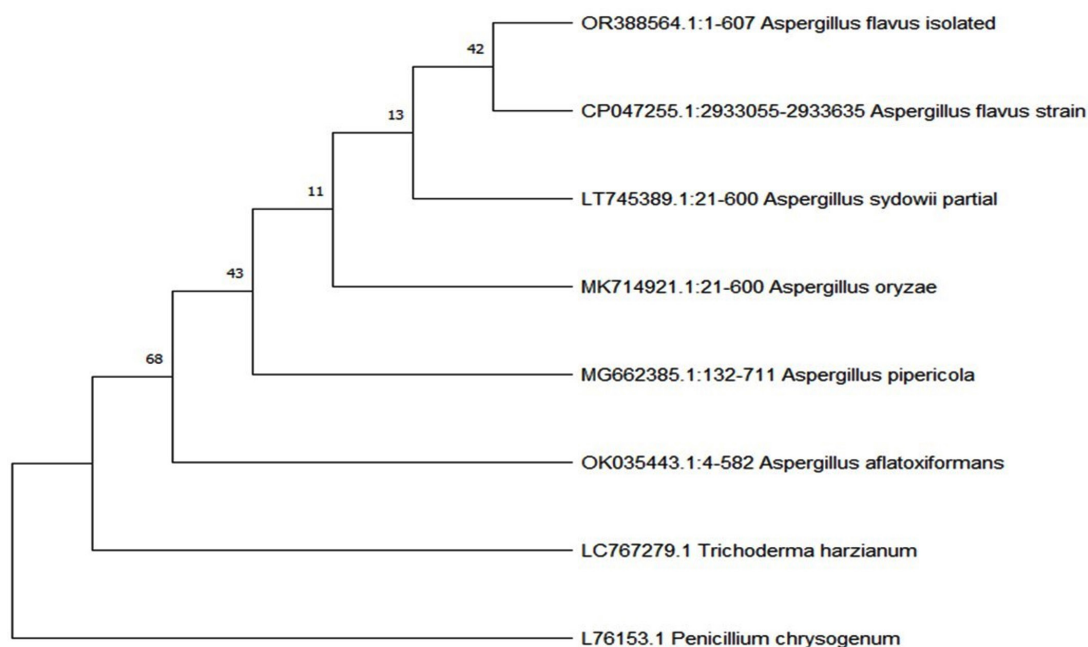 OR388564.1:1-607 Aspergillus flavus isolated
42
CP047255.1:2933055-2933635 Aspergillus flavus strain
13
LT745389.1:21-600 Aspergillus sydowii partial
11
MK714921.1:21-600 Aspergillus oryzae
43
MG662385.1:132-711 Aspergillus pipericola
68
OK035443.1:4-582 Aspergillus aflatoxiformans
LC767279.1 Trichoderma harzianum
L76153.1 Penicillium chrysogenum